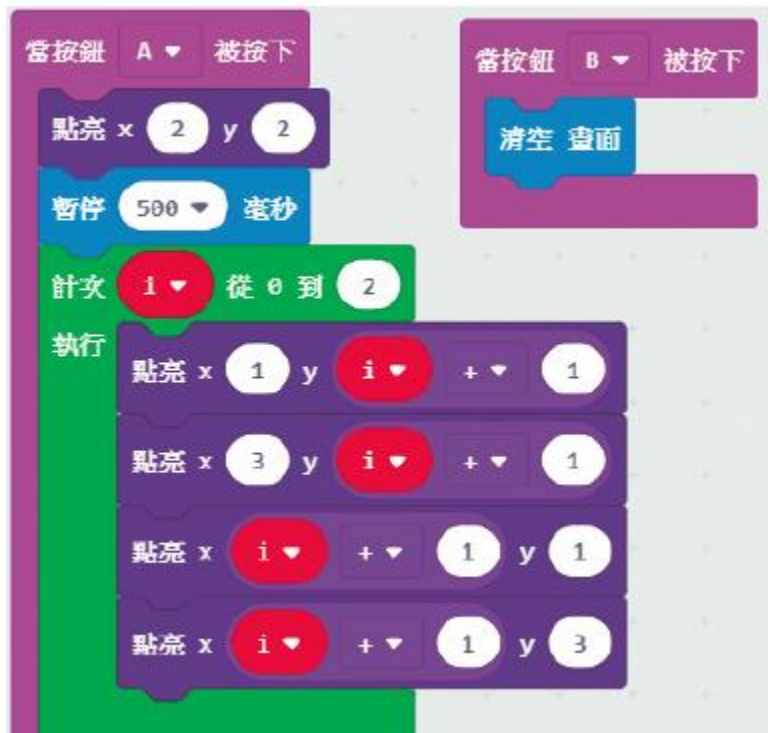 當按鈕 A 被按下
點亮 x 2 y 2
暫停 500 毫秒
計次 i 從 0 到 2
執行
點亮 x 1 y i + 1
點亮 x 3 y i + 1
點亮 x i + 1 y 1
點亮 x i + 1 y 3
當按鈕 B 被按下
清空 畫面